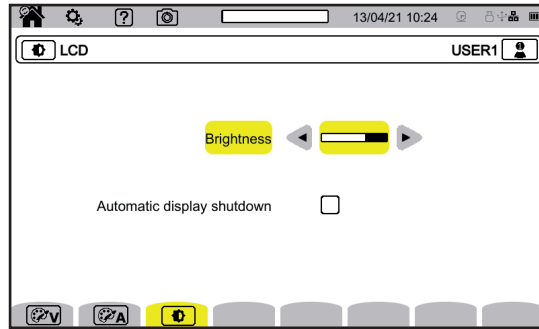 13/04/21 10:24
LCD
USER1
Brightness
Automatic display shutdown
V
A